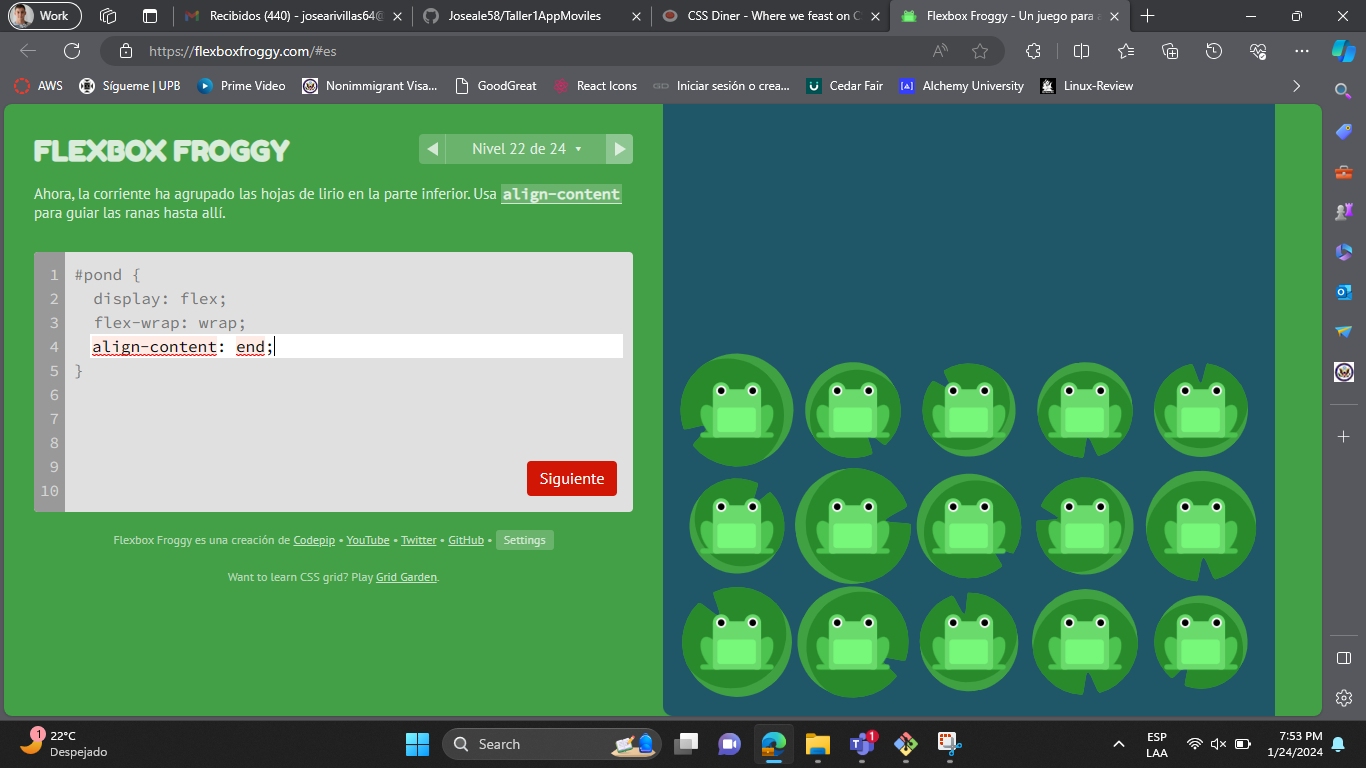 Work
Recibidos (440) - josearivillas64@
Joseale58/Taller1AppMoviles
CSS Diner - Where we feast on C
Flexbox Froggy - Un juego para a
https://flexboxfroggy.com/#es
AWS
Sígueme | UPB
Prime Video
Nonimmigrant Visa...
GoodGreat
React Icons
Iniciar sesión o crea...
Cedar Fair
Alchemy University
Linux-Review
FLEXBOX FROGGY
Nivel 22 de 24
Ahora, la corriente ha agrupado las hojas de lirio en la parte inferior. Usa align-content
para guiar las ranas hasta allí.
1 #pond {
2 display: flex;
3 flex-wrap: wrap;
4 align-content: end;
5 }
6
7
8
9
10
Siguiente
Flexbox Froggy es una creación de Codepip • YouTube • Twitter • GitHub • Settings
Want to learn CSS grid? Play Grid Garden.
1
22°C
Despejado
Search
1
ESP
LAA
7:53 PM
1/24/2024